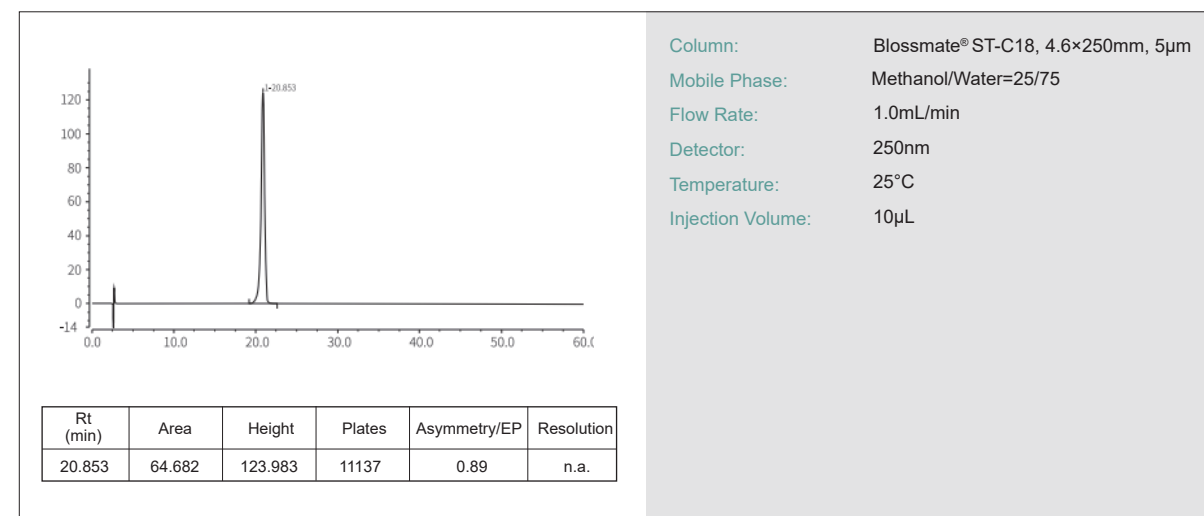 120
100
80
60
40
20
0
-14
1-20.853
0.0 10.0 20.0 30.0 40.0 50.0 60.0
Rt (min) Area Height Plates Asymmetry/EP Resolution
20.853 64.682 123.983 11137 0.89 n.a.
Column: Blossmate® ST-C18, 4.6×250mm, 5μm
Mobile Phase: Methanol/Water=25/75
Flow Rate: 1.0mL/min
Detector: 250nm
Temperature: 25°C
Injection Volume: 10μL